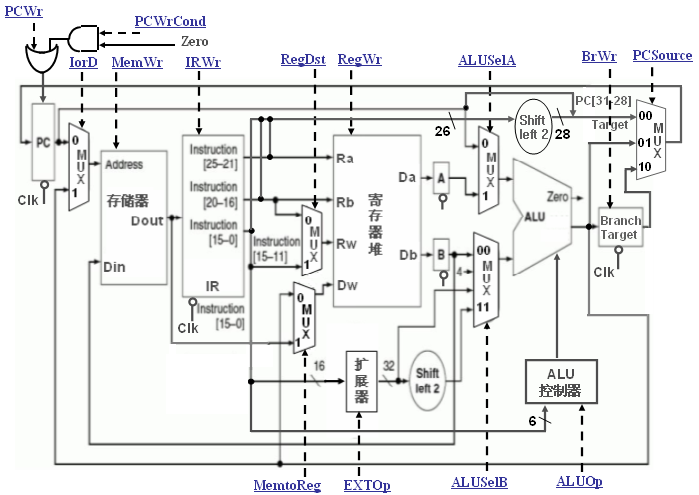 PCWr
PCWrCond
Zero
IorD
MemWr
IRWr
RegDst
RegWr
ALUSelA
BrWr
PCSource
PC[31-28]
26
Shift
left 2
28
Target
00
01
10
MUX
PC
0
MUX
1
Clk
Address
存储器
Dout
Din
Instruction
[25–21]
Instruction
[20–16]
Instruction
[15–0]
IR
Clk
Instruction
[15–11]
Instruction
[15–0]
0
MUX
1
0
MUX
1
Ra
Rb
Rw
Dw
寄存器堆
Da
Db
A
B
0
MUX
1
00
4
MUX
11
Zero
ALU
Branch
Target
Clk
16
扩展器
32
Shift
left 2
ALU
控制器
6
MemtoReg
EXTOp
ALUSelB
ALUOp